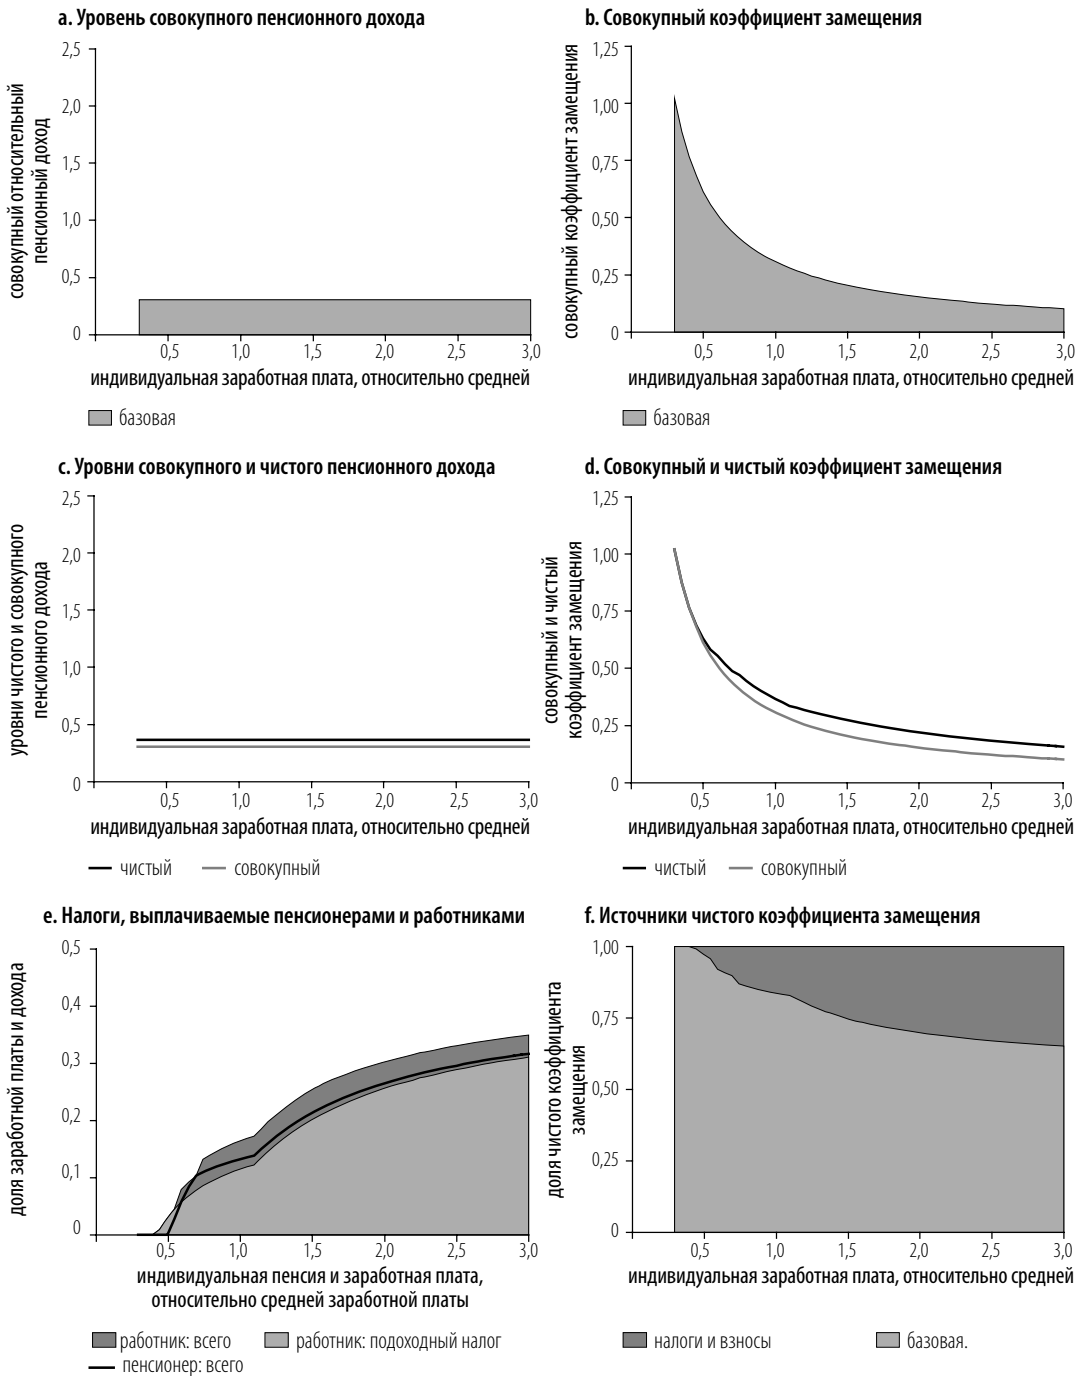 a. Уровень совокупного пенсионного дохода
совокупный относительный
пенсионный доход
2,5
2,0
1,5
1,0
0,5
0
0,5 1,0 1,5 2,0 2,5 3,0
индивидуальная заработная плата, относительно средней
базовая
b. Совокупный коэффициент замещения
совокупный коэффициент замещения
1,25
1,00
0,75
0,50
0,25
0
0,5 1,0 1,5 2,0 2,5 3,0
индивидуальная заработная плата, относительно средней
базовая
c. Уровни совокупного и чистого пенсионного дохода
уровни чистого и совокупного
пенсионного дохода
2,5
2,0
1,5
1,0
0,5
0
0,5 1,0 1,5 2,0 2,5 3,0
индивидуальная заработная плата, относительно средней
чистый совокупный
d. Совокупный и чистый коэффициент замещения
совокупный и чистый
коэффициент замещения
1,25
1,00
0,75
0,50
0,25
0
0,5 1,0 1,5 2,0 2,5 3,0
индивидуальная заработная плата, относительно средней
чистый совокупный
e. Налоги, выплачиваемые пенсионерами и работниками
доля заработной платы и дохода
0,5
0,4
0,3
0,2
0,1
0
0,5 1,0 1,5 2,0 2,5 3,0
индивидуальная пенсия и заработная плата,
относительно средней заработной платы
работник: всего работник: подоходный налог
пенсионер: всего
f. Источники чистого коэффициента замещения
доля чистого коэффициента
замещения
1,00
0,75
0,50
0,25
0
0,5 1,0 1,5 2,0 2,5 3,0
индивидуальная заработная плата, относительно средней
налоги и взносы базовая.